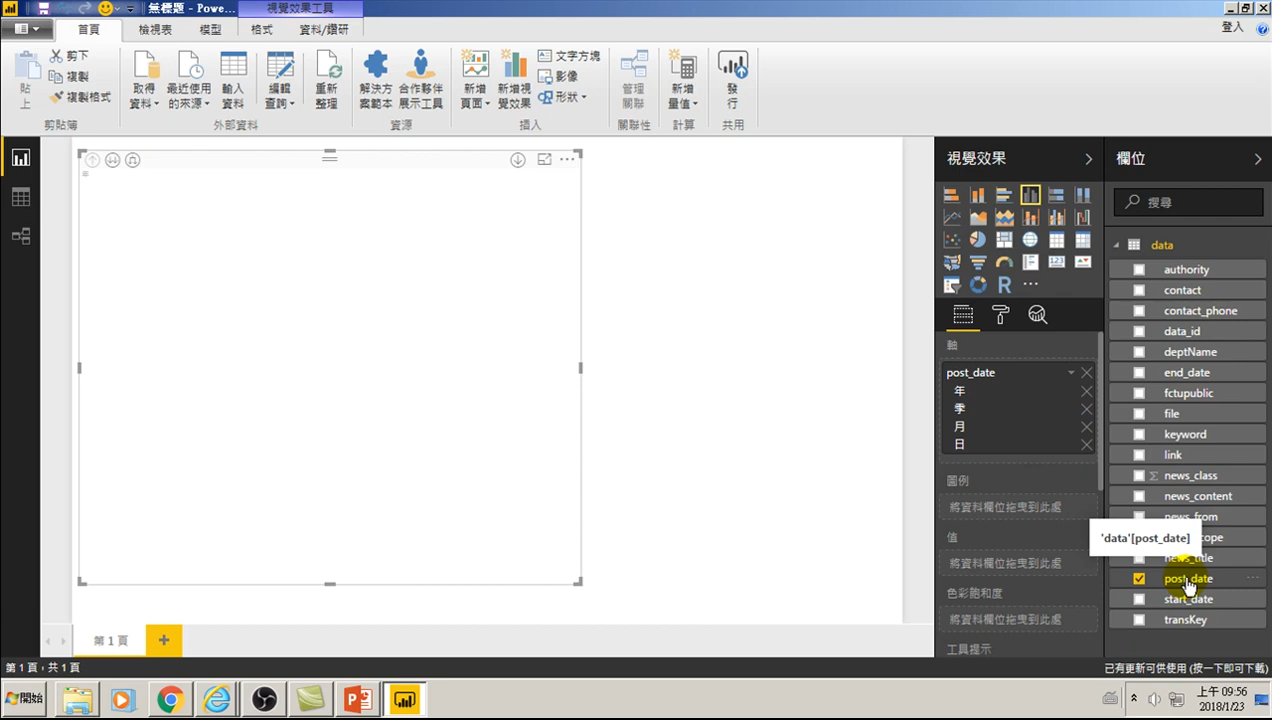 無標題 - Powe...
視覺效果工具
登入
首頁
檢視表
模型
格式
資料/鑽研
貼上
剪下
複製
複製格式
剪貼簿
取得資料
最近使用的來源
輸入資料
編輯查詢
外部資料
重新整理
解決方案範本
合作夥伴展示工具
資源
新增頁面
新增視覺效果
文字方塊
影像
形狀
插入
管理關聯
關聯性
新增量值
計算
發行
共用
視覺效果
R
123
軸
post_date
年
季
月
日
圖例
將資料欄位拖曳到此處
值
將資料欄位拖曳到此處
色彩飽和度
將資料欄位拖曳到此處
工具提示
欄位
搜尋
data
authority
contact
contact_phone
data_id
deptName
end_date
fctupublic
file
keyword
link
Σ news_class
news_content
news_from
'data'[post_date]
cope
news_title
post_date
start_date
transKey
第 1 頁
第 1 頁，共 1 頁
已有更新可供使用 (按一下即可下載)
開始
上午 09:56
2018/1/23